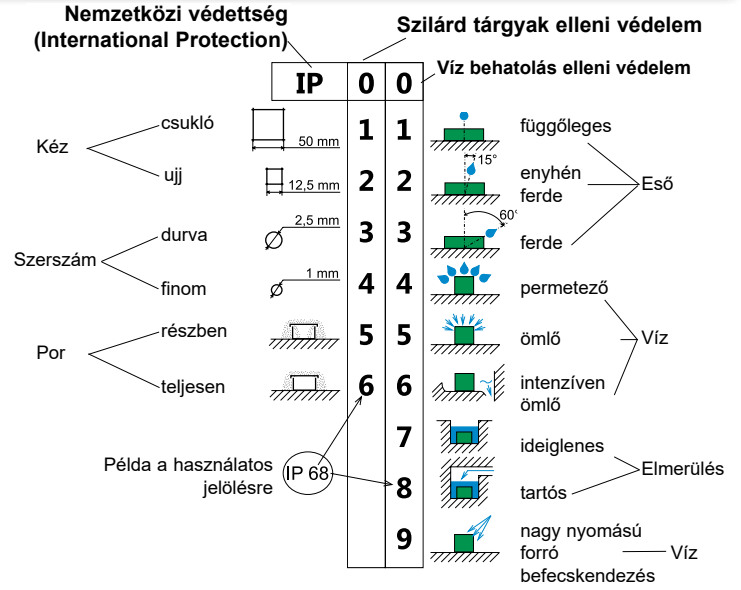 Nemzetközi védettség
(International Protection)
Szilárd tárgyak elleni védelem
Víz behatolás elleni védelem
IP 0 0
Kéz
csukló
50 mm
1 1
függőleges
ujj
12,5 mm
2 2
15°
enyhén
ferde
Eső
Szerszám
durva
2,5 mm
3 3
60°
ferde
finom
1 mm
4 4
permetező
Por
részben
5 5
ömlő
Víz
teljesen
6 6
intenzíven
ömlő
7
ideiglenes
Példa a használatos
jelölésre
IP 68
8
tartós
Elmerülés
9
nagy nyomású
forró
befecskendezés
Víz